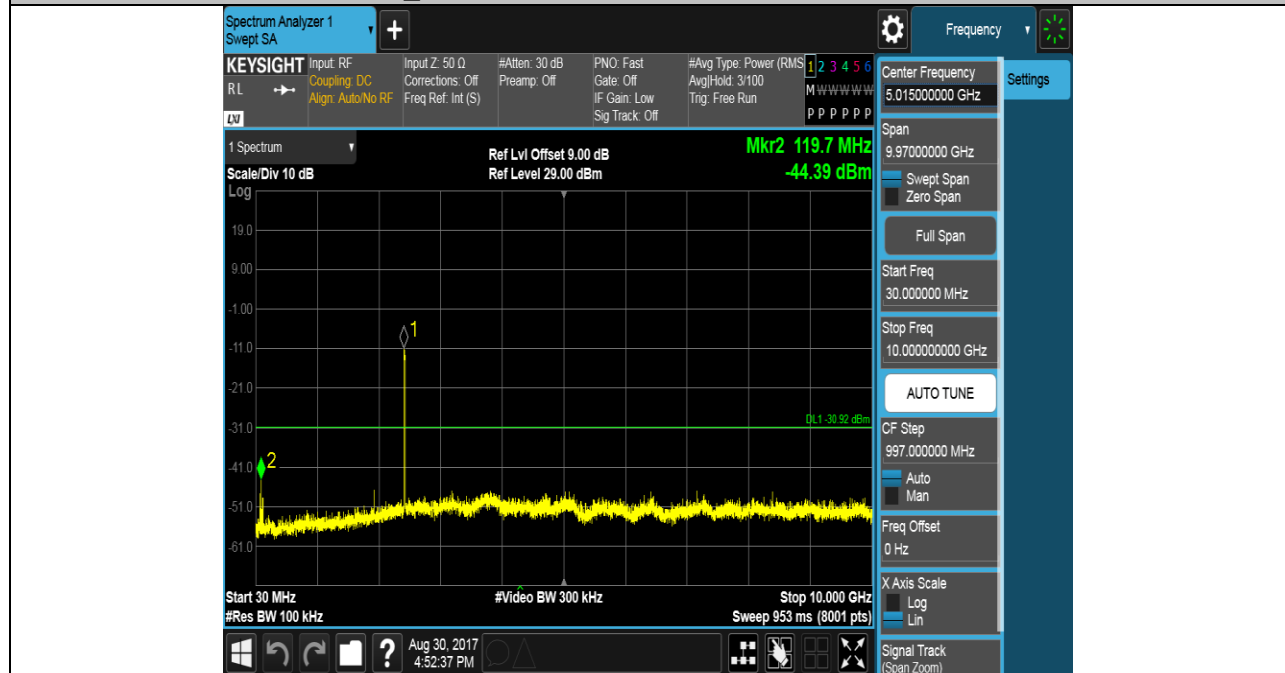 Spectrum Analyzer 1
Swept SA
+
Frequency
KEYSIGHT
RL
LXI
Input: RF
Coupling: DC
Align: Auto/No RF
Input Z: 50 Ω
Corrections: Off
Freq Ref: Int (S)
#Atten: 30 dB
Preamp: Off
PNO: Fast
Gate: Off
IF Gain: Low
Sig Track: Off
#Avg Type: Power (RMS
Avg|Hold: 3/100
Trig: Free Run
1 2 3 4 5 6
M W W W W W
P P P P P P
1 Spectrum
Scale/Div 10 dB
Ref Lvl Offset 9.00 dB
Ref Level 29.00 dBm
Mkr2 119.7 MHz
-44.39 dBm
Log
19.0
9.00
-1.00
-11.0
-21.0
-31.0
-41.0
-51.0
-61.0
1
2
DL1 -30.92 dBm
Start 30 MHz
#Res BW 100 kHz
#Video BW 300 kHz
Stop 10.000 GHz
Sweep 953 ms (8001 pts)
?
Aug 30, 2017
4:52:37 PM
Center Frequency
5.015000000 GHz
Span
9.97000000 GHz
Swept Span
Zero Span
Full Span
Start Freq
30.000000 MHz
Stop Freq
10.000000000 GHz
AUTO TUNE
CF Step
997.000000 MHz
Auto
Man
Freq Offset
0 Hz
X Axis Scale
Log
Lin
Signal Track
(Span Zoom)
Settings